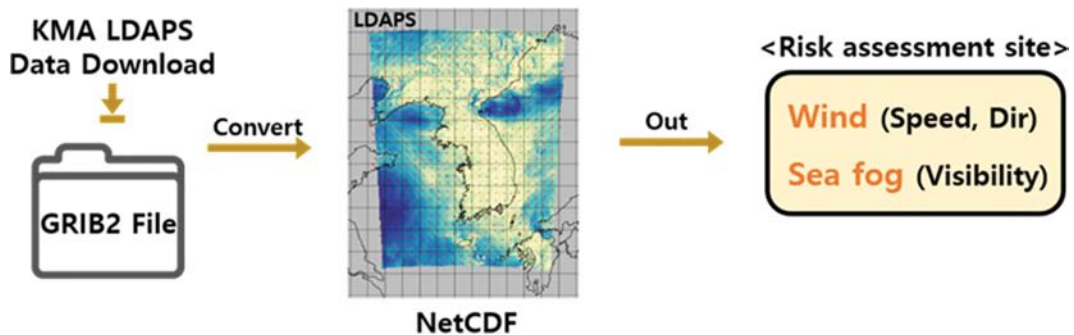 KMA LDAPS
Data Download
GRIB2 File
Convert
LDAPS
NetCDF
Out
<Risk assessment site>
Wind (Speed, Dir)
Sea fog (Visibility)